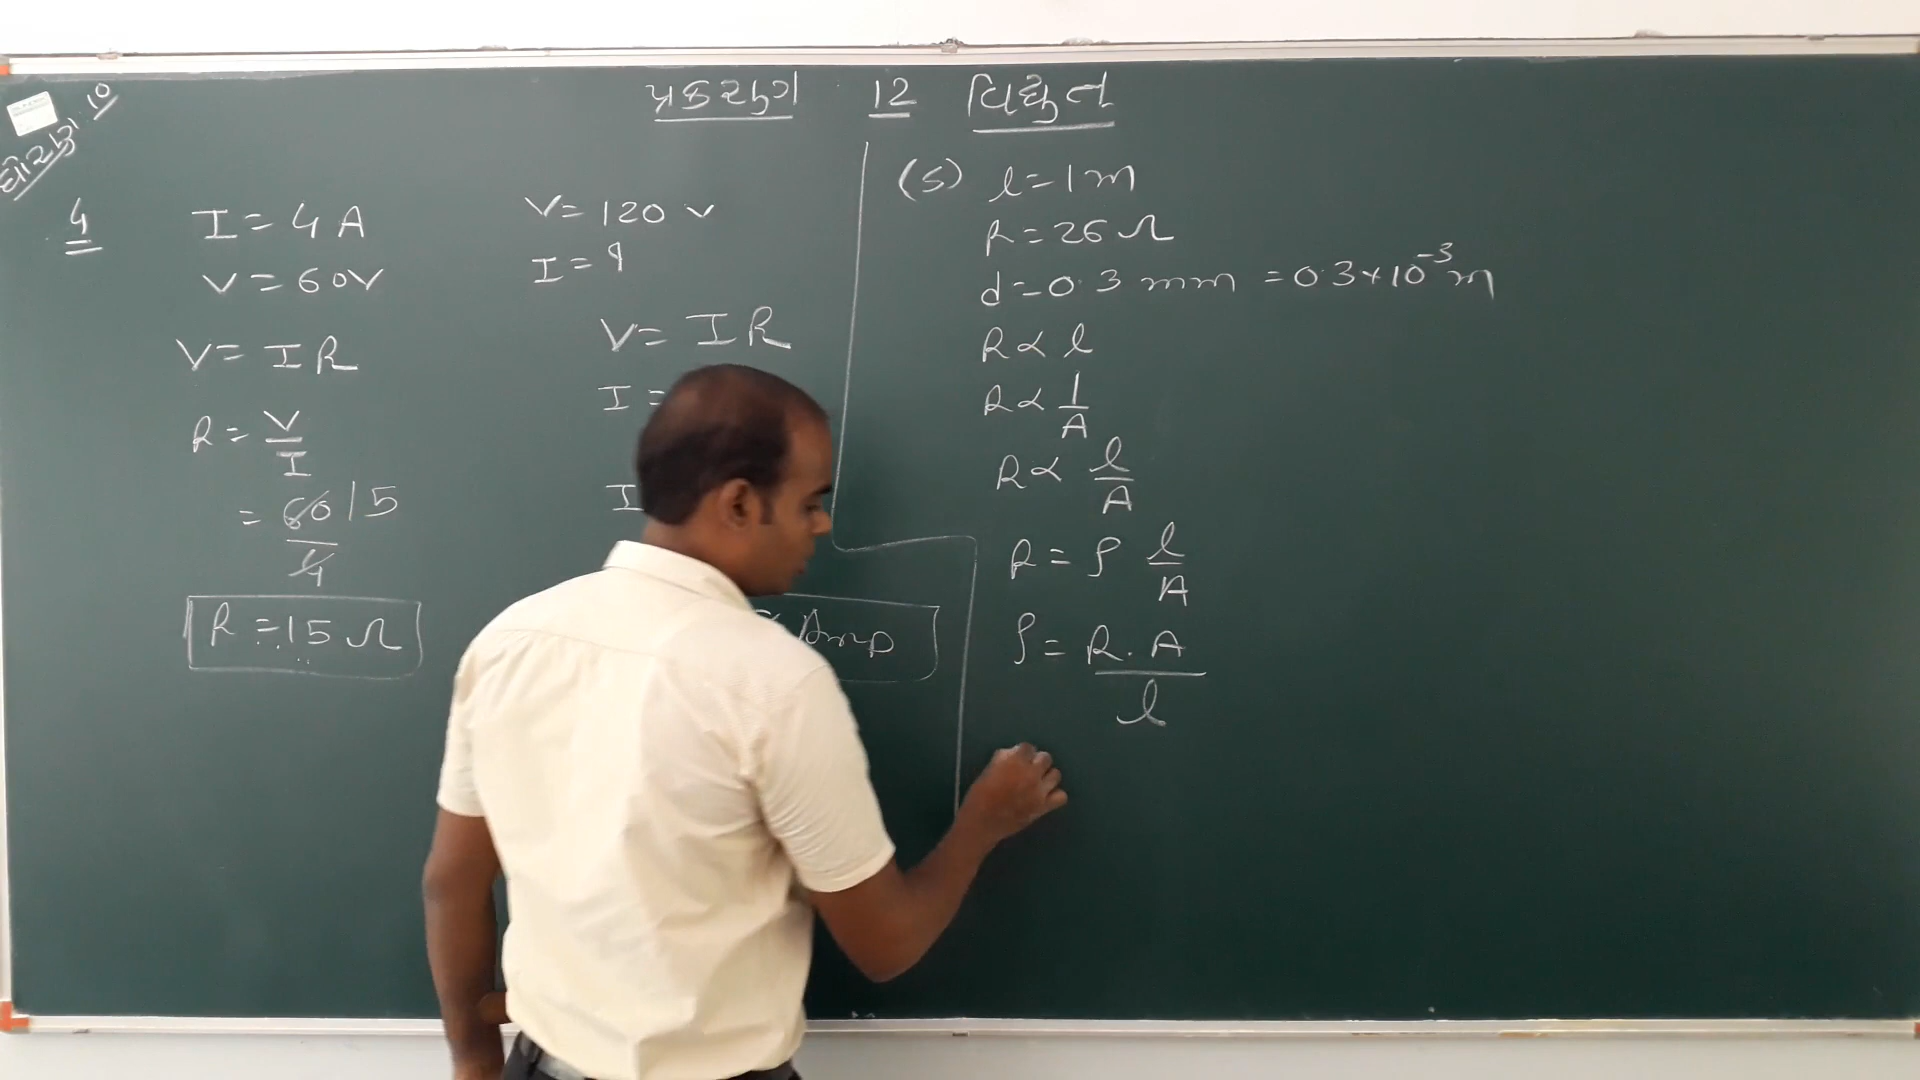 ધોરણ 10
પ્રકરણ 12 વિદ્યુત
4
I = 4 A
V = 60V
V = IR
R = V/I
= 60/4 15
R = 15 Ω
V = 120 V
I = ?
V = IR
I =
I
Amp
(5) l = 1 m
R = 26 Ω
d = 0.3 mm = 0.3 × 10⁻³ m
R ∝ l
R ∝ 1/A
R ∝ l/A
R = ρ l/A
ρ = R . A / l